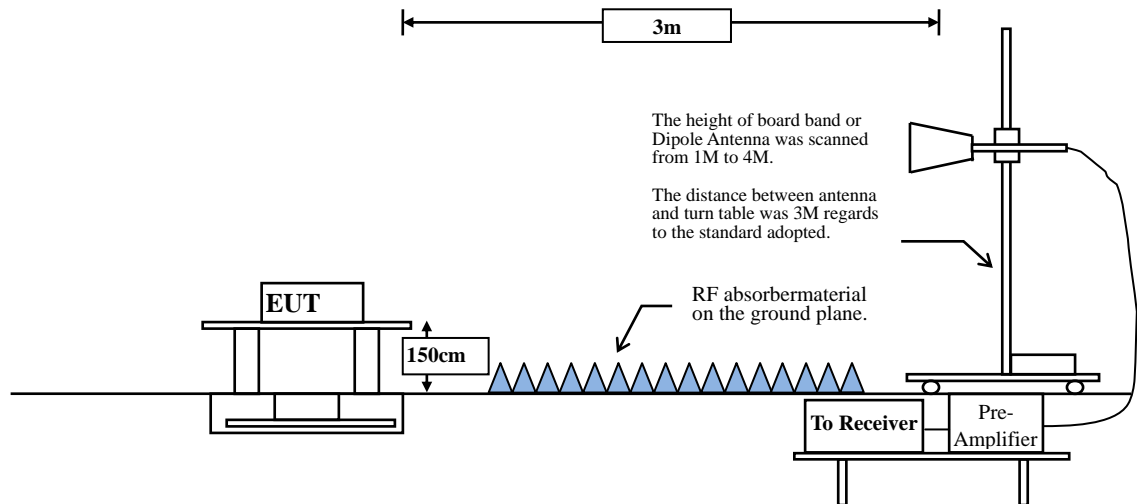 3m
The height of board band or
Dipole Antenna was scanned
from 1M to 4M.
The distance between antenna
and turn table was 3M regards
to the standard adopted.
EUT
RF absorbermaterial
on the ground plane.
150cm
To Receiver
Pre-
Amplifier